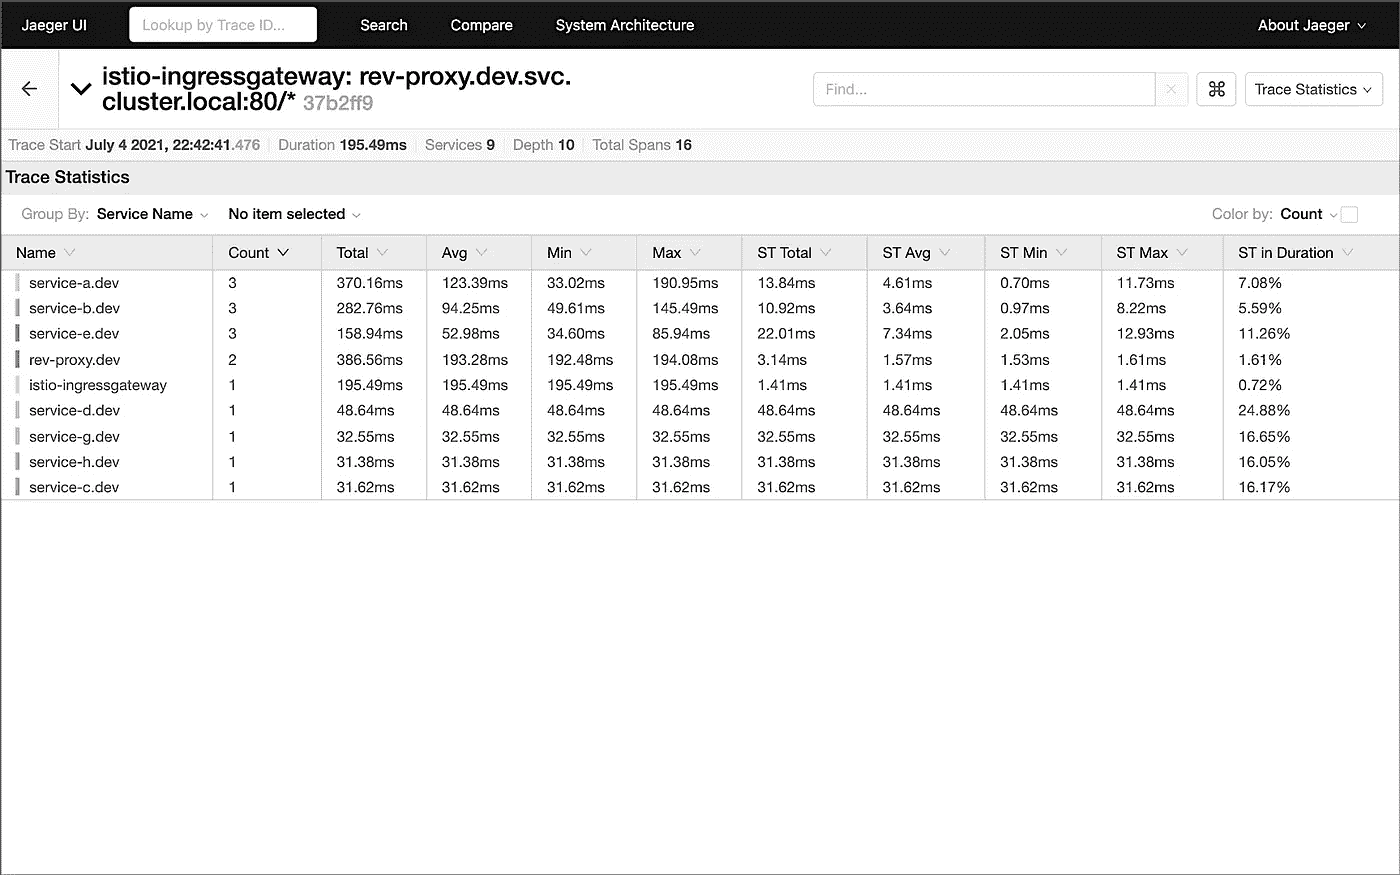 Jaeger UI Lookup by Trace ID... Search Compare System Architecture About Jaeger
istio-ingressgateway: rev-proxy.dev.svc.
cluster.local:80/* 37b2ff9
Find... Trace Statistics
Trace Start July 4 2021, 22:42:41.476 Duration 195.49ms Services 9 Depth 10 Total Spans 16
Trace Statistics
Group By: Service Name No item selected Color by: Count
Name Count Total Avg Min Max ST Total ST Avg ST Min ST Max ST in Duration
service-a.dev 3 370.16ms 123.39ms 33.02ms 190.95ms 13.84ms 4.61ms 0.70ms 11.73ms 7.08%
service-b.dev 3 282.76ms 94.25ms 49.61ms 145.49ms 10.92ms 3.64ms 0.97ms 8.22ms 5.59%
service-e.dev 3 158.94ms 52.98ms 34.60ms 85.94ms 22.01ms 7.34ms 2.05ms 12.93ms 11.26%
rev-proxy.dev 2 386.56ms 193.28ms 192.48ms 194.08ms 3.14ms 1.57ms 1.53ms 1.61ms 1.61%
istio-ingressgateway 1 195.49ms 195.49ms 195.49ms 195.49ms 1.41ms 1.41ms 1.41ms 1.41ms 0.72%
service-d.dev 1 48.64ms 48.64ms 48.64ms 48.64ms 48.64ms 48.64ms 48.64ms 48.64ms 24.88%
service-g.dev 1 32.55ms 32.55ms 32.55ms 32.55ms 32.55ms 32.55ms 32.55ms 32.55ms 16.65%
service-h.dev 1 31.38ms 31.38ms 31.38ms 31.38ms 31.38ms 31.38ms 31.38ms 31.38ms 16.05%
service-c.dev 1 31.62ms 31.62ms 31.62ms 31.62ms 31.62ms 31.62ms 31.62ms 31.62ms 16.17%